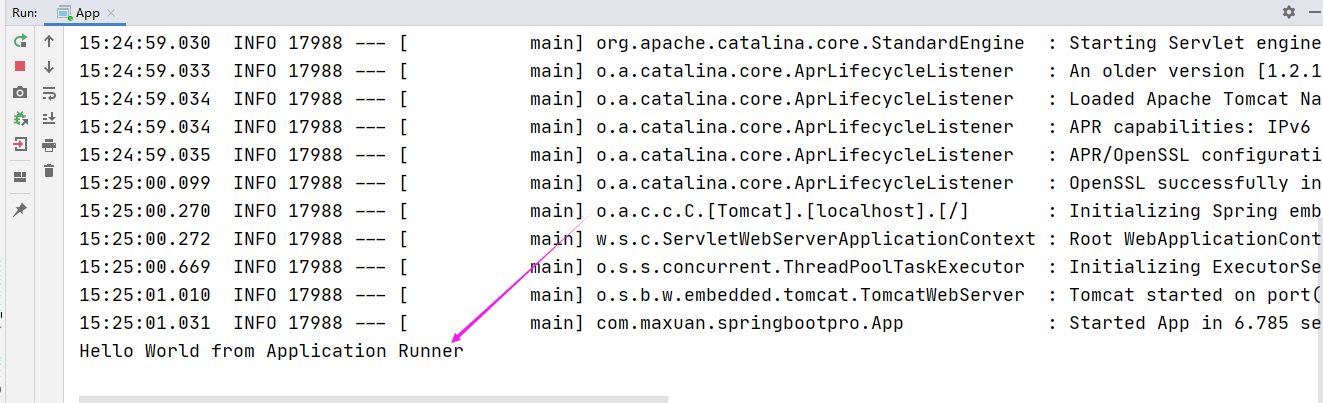 Run: App
15:24:59.030  INFO 17988 --- [           main] org.apache.catalina.core.StandardEngine  : Starting Servlet engine
15:24:59.033  INFO 17988 --- [           main] o.a.catalina.core.AprLifecycleListener   : An older version [1.2.1
15:24:59.034  INFO 17988 --- [           main] o.a.catalina.core.AprLifecycleListener   : Loaded Apache Tomcat Na
15:24:59.034  INFO 17988 --- [           main] o.a.catalina.core.AprLifecycleListener   : APR capabilities: IPv6
15:24:59.035  INFO 17988 --- [           main] o.a.catalina.core.AprLifecycleListener   : APR/OpenSSL configurati
15:25:00.099  INFO 17988 --- [           main] o.a.catalina.core.AprLifecycleListener   : OpenSSL successfully in
15:25:00.270  INFO 17988 --- [           main] o.a.c.c.C.[Tomcat].[localhost].[/]       : Initializing Spring emb
15:25:00.272  INFO 17988 --- [           main] w.s.c.ServletWebServerApplicationContext : Root WebApplicationCont
15:25:00.669  INFO 17988 --- [           main] o.s.s.concurrent.ThreadPoolTaskExecutor  : Initializing ExecutorSe
15:25:01.010  INFO 17988 --- [           main] o.s.b.w.embedded.tomcat.TomcatWebServer  : Tomcat started on port(
15:25:01.031  INFO 17988 --- [           main] com.maxuan.springbootpro.App             : Started App in 6.785 se
Hello World from Application Runner